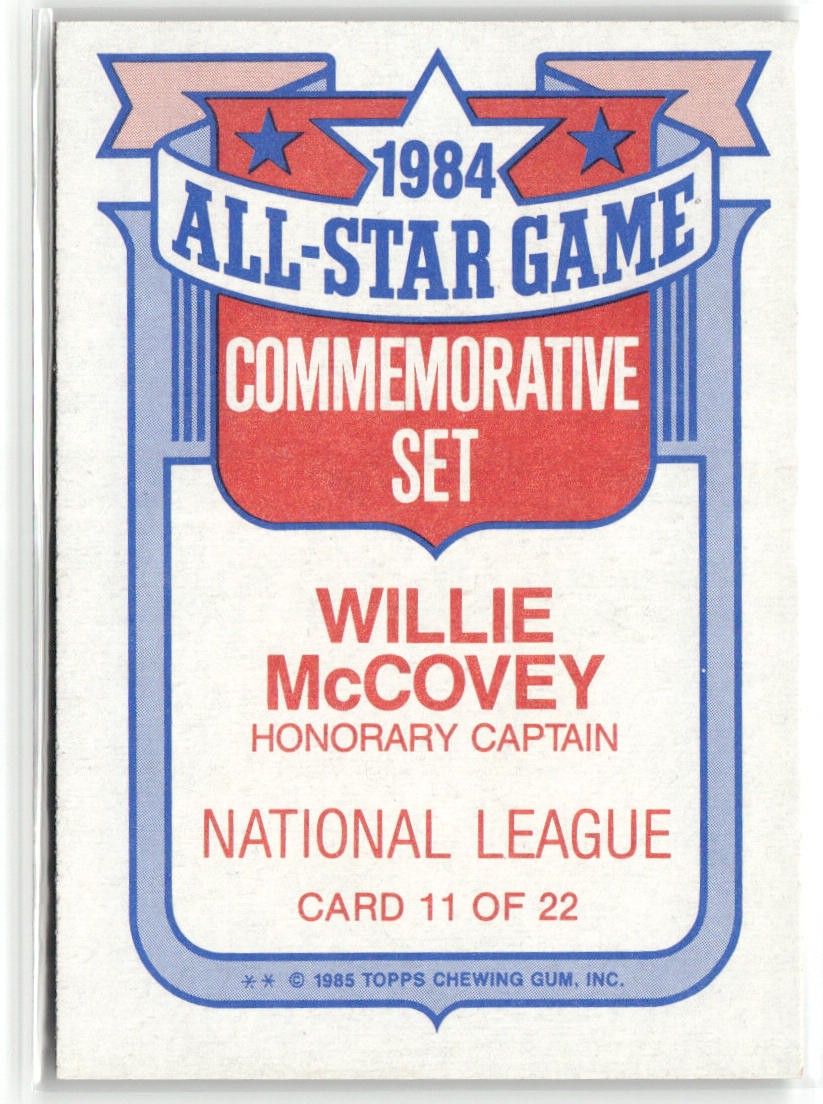 1984
ALL-STAR GAME
COMMEMORATIVE
SET
WILLIE
McCOVEY
HONORARY CAPTAIN
NATIONAL LEAGUE
CARD 11 OF 22
** © 1985 TOPPS CHEWING GUM, INC.